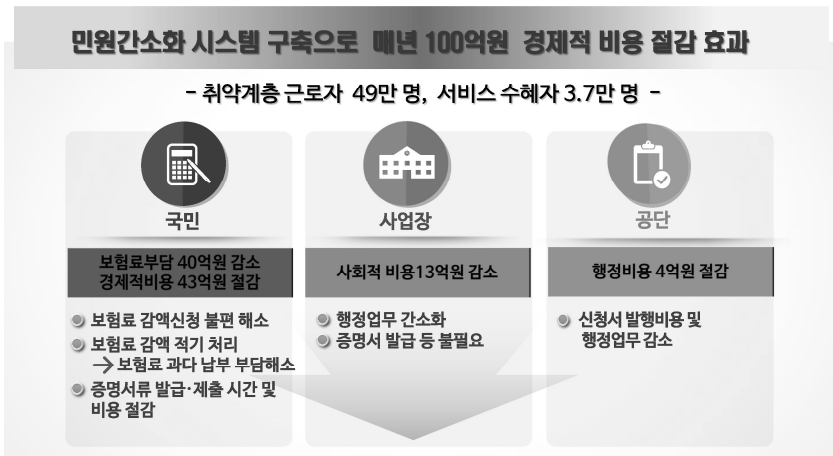 민원간소화 시스템 구축으로 매년 100억원 경제적 비용 절감 효과
- 취약계층 근로자 49만 명, 서비스 수혜자 3.7만 명 -
국민
보험료부담 40억원 감소
경제적비용 43억원 절감
보험료 감액신청 불편 해소
보험료 감액 적기 처리
→ 보험료 과다 납부 부담해소
증명서류 발급·제출 시간 및
비용 절감
사업장
사회적 비용13억원 감소
행정업무 간소화
증명서 발급 등 불필요
공단
행정비용 4억원 절감
신청서 발행비용 및
행정업무 감소